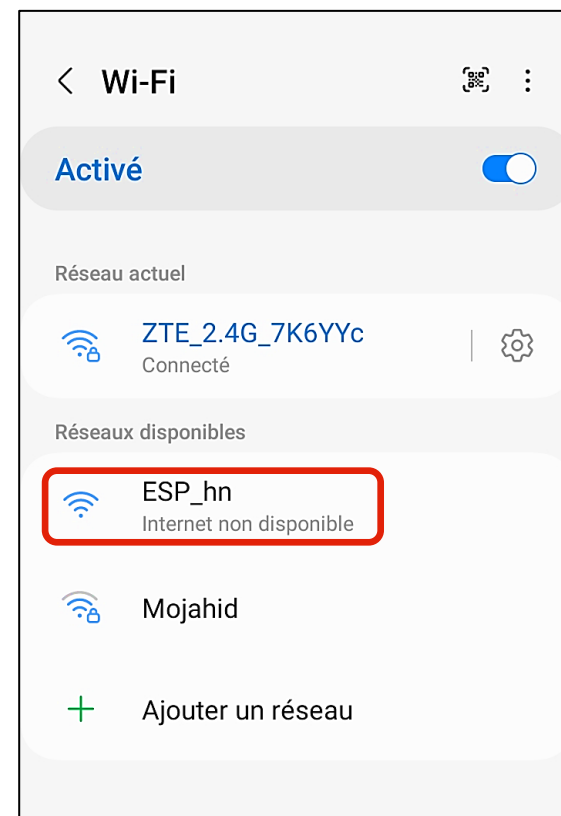 Wi-Fi
Activé
Réseau actuel
ZTE_2.4G_7K6YYc
Connecté
Réseaux disponibles
ESP_hn
Internet non disponible
Mojahid
Ajouter un réseau